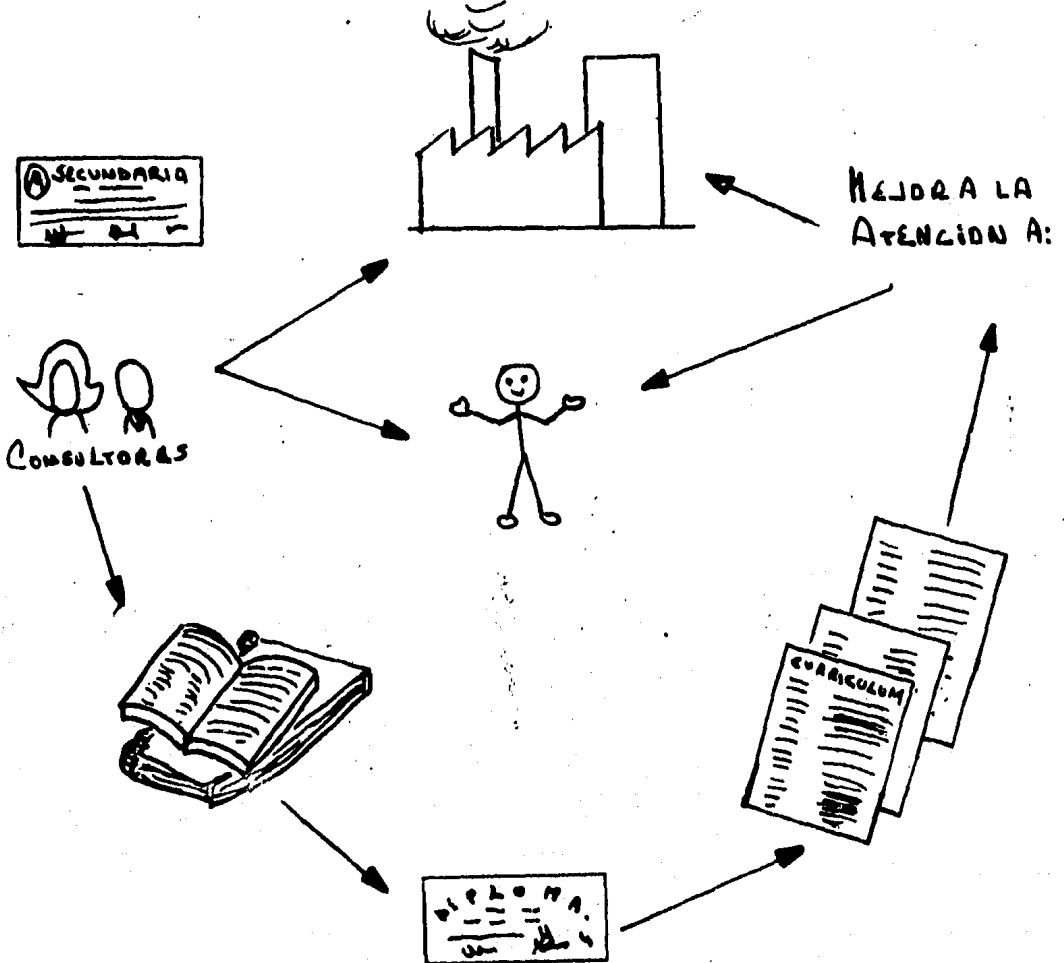 A SECUNDARIA
MEJORA LA
ATENCION A:
CONSULTORES
CURRICULUM
DIPLOMA.